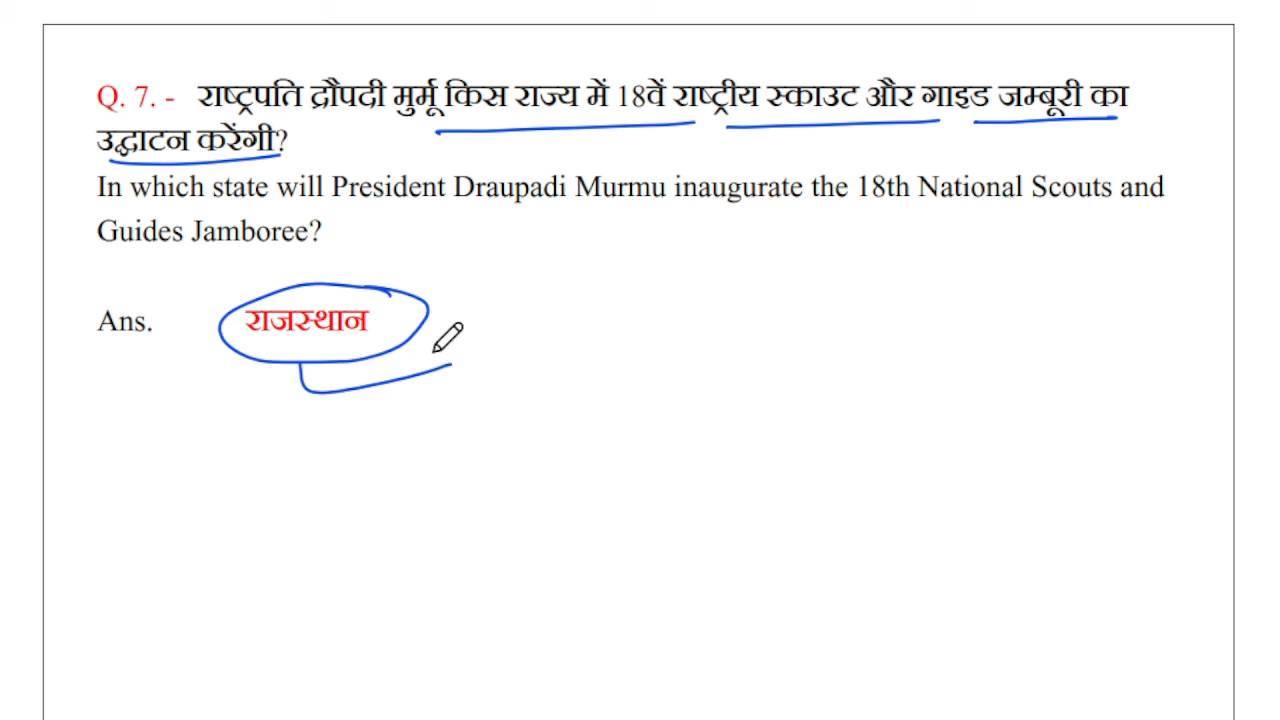 Q. 7. - राष्ट्रपति द्रौपदी मुर्मू किस राज्य में 18वें राष्ट्रीय स्काउट और गाइड जम्बूरी का
उद्घाटन करेंगी?
In which state will President Draupadi Murmu inaugurate the 18th National Scouts and
Guides Jamboree?
Ans. राजस्थान